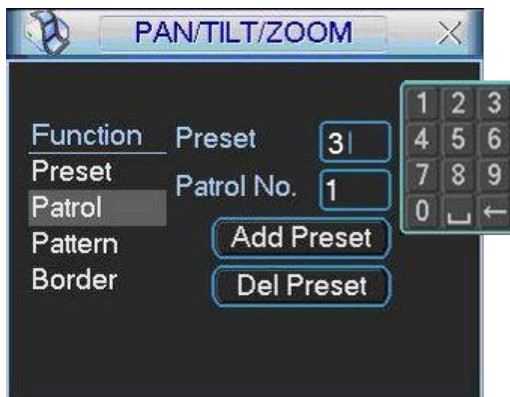 PAN/TILT/ZOOM
Function
Preset
Patrol
Pattern
Border
Preset 3
Patrol No. 1
Add Preset
Del Preset
1 2 3
4 5 6
7 8 9
0 ←